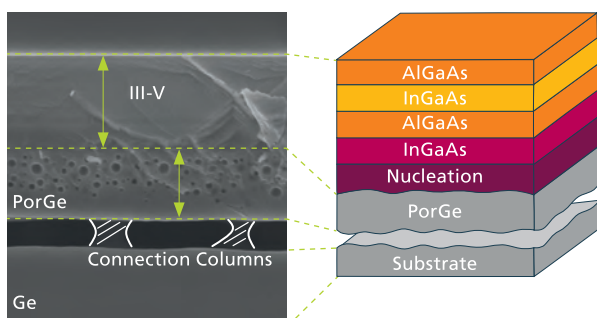 III-V
PorGe
Connection Columns
Ge
AlGaAs
InGaAs
AlGaAs
InGaAs
Nucleation
PorGe
Substrate